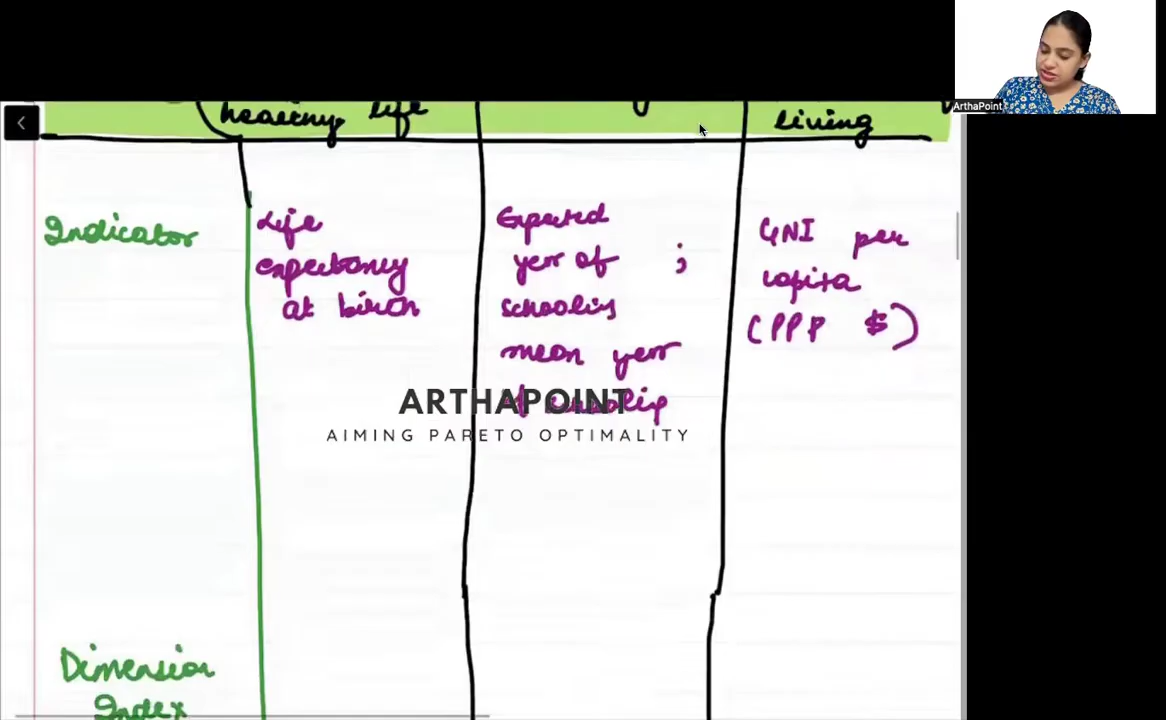 ArthaPoint
healthy life
living
Indicator
Life
expectancy
at birth
Expected
year of ;
schooling
mean year
of schooling
GNI per
capita
(PPP $)
ARTHAPOINT
AIMING PARETO OPTIMALITY
Dimension
Index